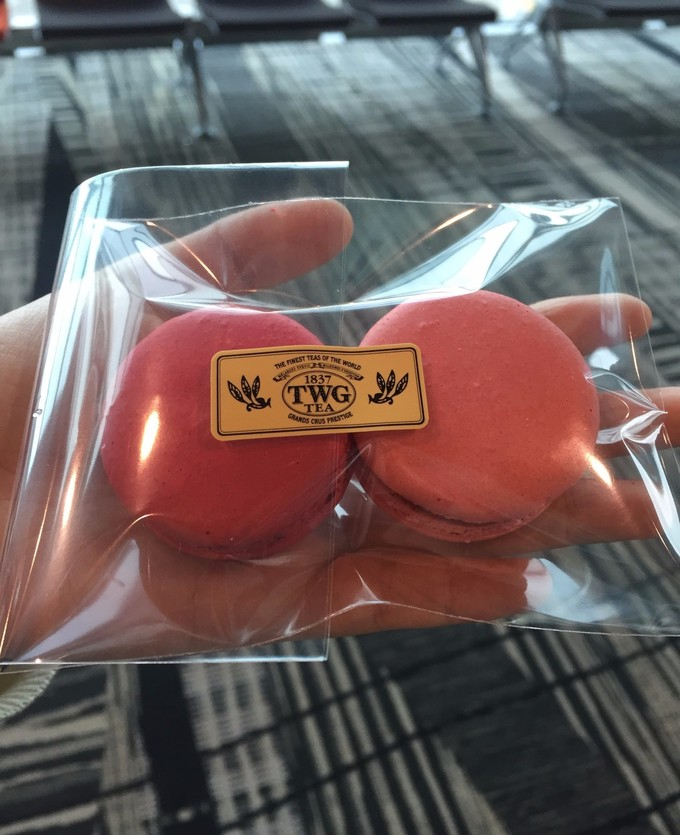 THE FINEST TEAS OF THE WORLD
1837
TWG
TEA
GRANDS CRUS PRESTIGE